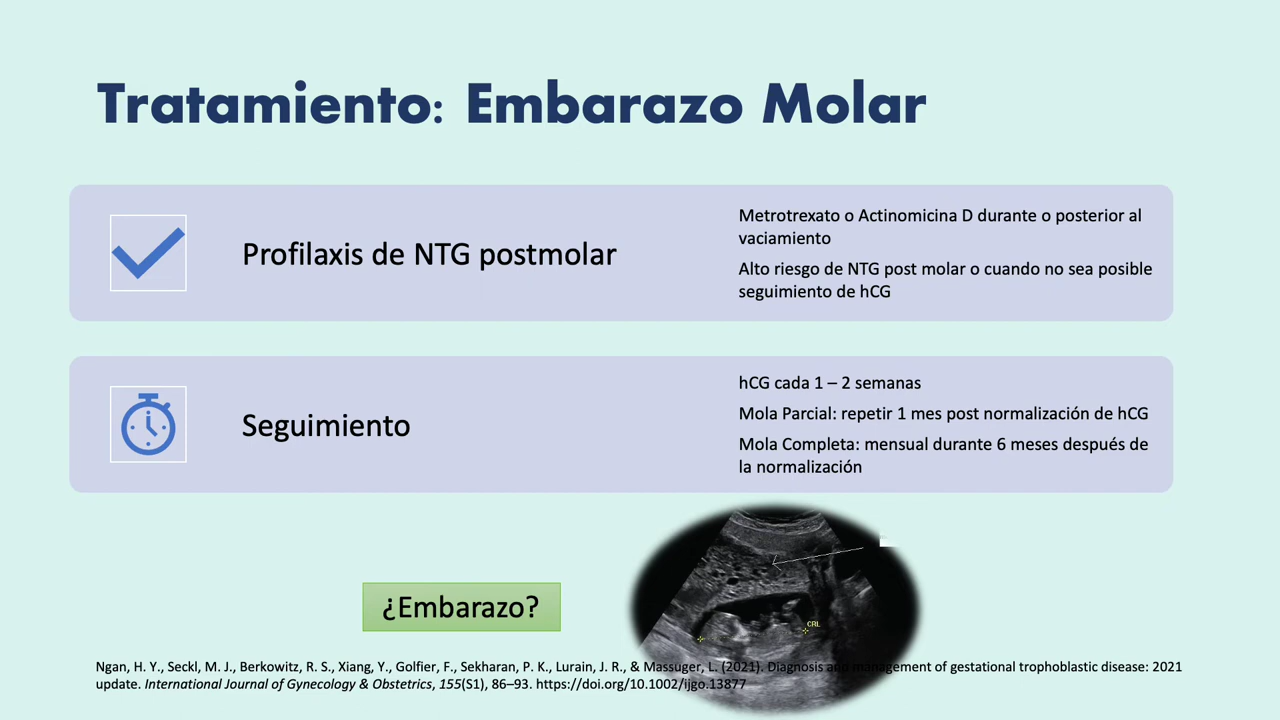 Tratamiento: Embarazo Molar
Profilaxis de NTG postmolar
Metrotrexato o Actinomicina D durante o posterior al
vaciamiento
Alto riesgo de NTG post molar o cuando no sea posible
seguimiento de hCG
Seguimiento
hCG cada 1 – 2 semanas
Mola Parcial: repetir 1 mes post normalización de hCG
Mola Completa: mensual durante 6 meses después de
la normalización
¿Embarazo?
CRL
Ngan, H. Y., Seckl, M. J., Berkowitz, R. S., Xiang, Y., Golfier, F., Sekharan, P. K., Lurain, J. R., & Massuger, L. (2021). Diagnosis and management of gestational trophoblastic disease: 2021
update. International Journal of Gynecology & Obstetrics, 155(S1), 86–93. https://doi.org/10.1002/ijgo.13877